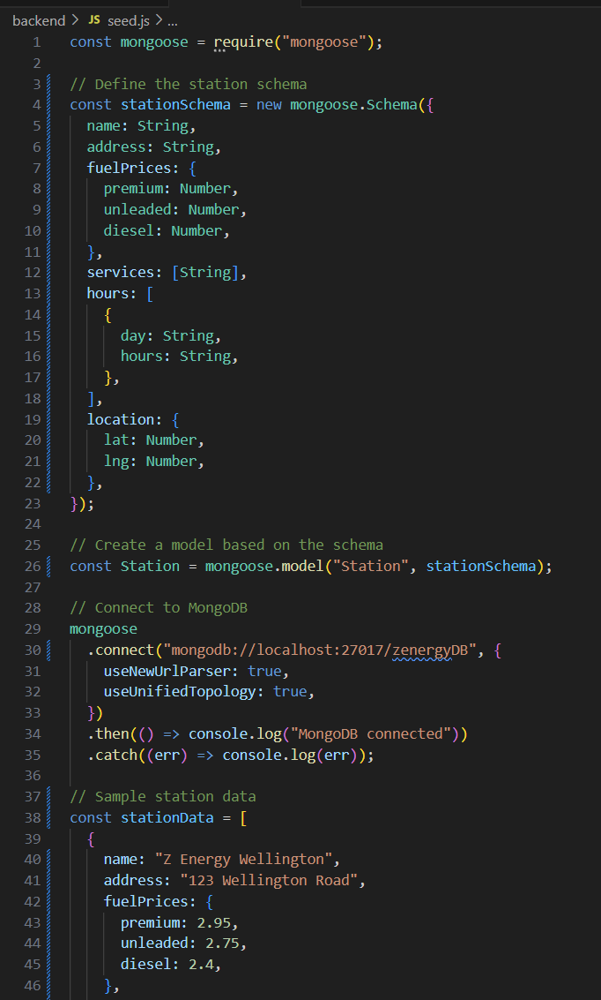 backend > JS seed.js > ...
1 const mongoose = require("mongoose");
2
3 // Define the station schema
4 const stationSchema = new mongoose.Schema({
5   name: String,
6   address: String,
7   fuelPrices: {
8     premium: Number,
9     unleaded: Number,
10     diesel: Number,
11   },
12   services: [String],
13   hours: [
14     {
15       day: String,
16       hours: String,
17     },
18   ],
19   location: {
20     lat: Number,
21     lng: Number,
22   },
23 });
24
25 // Create a model based on the schema
26 const Station = mongoose.model("Station", stationSchema);
27
28 // Connect to MongoDB
29 mongoose
30   .connect("mongodb://localhost:27017/zenergyDB", {
31     useNewUrlParser: true,
32     useUnifiedTopology: true,
33   })
34   .then(() => console.log("MongoDB connected"))
35   .catch((err) => console.log(err));
36
37 // Sample station data
38 const stationData = [
39   {
40     name: "Z Energy Wellington",
41     address: "123 Wellington Road",
42     fuelPrices: {
43       premium: 2.95,
44       unleaded: 2.75,
45       diesel: 2.4,
46     },